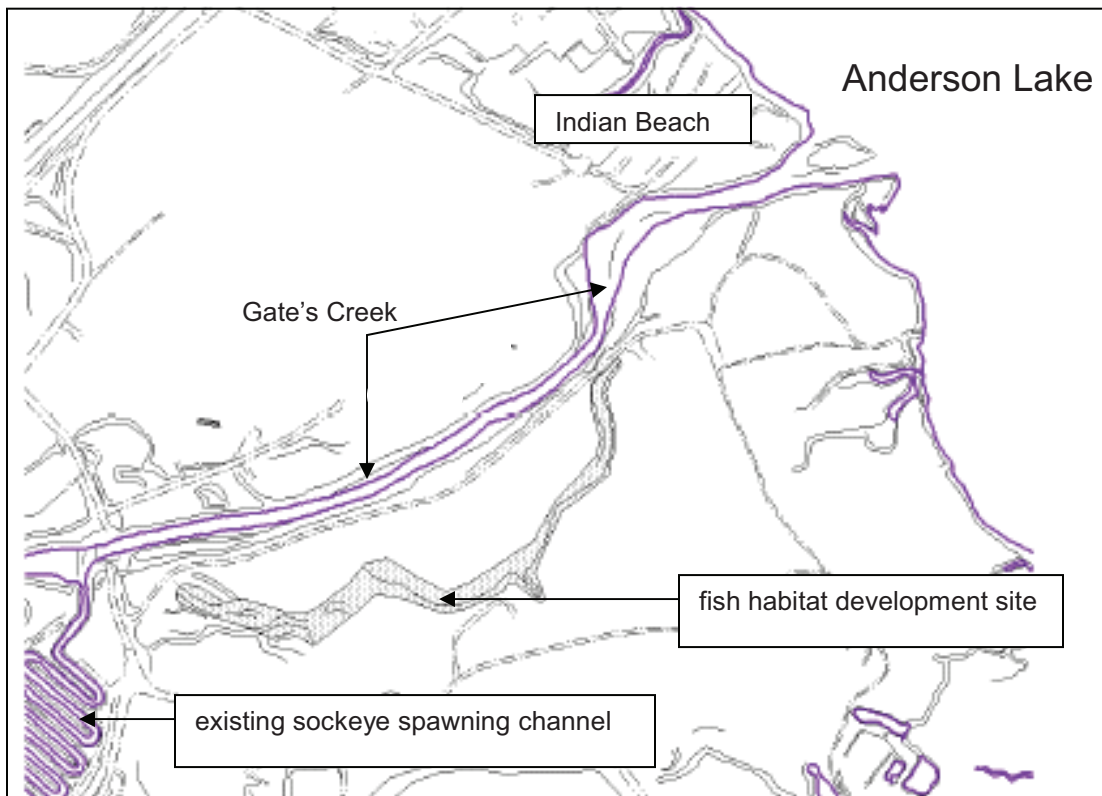 Anderson Lake
Indian Beach
Gate's Creek
fish habitat development site
existing sockeye spawning channel